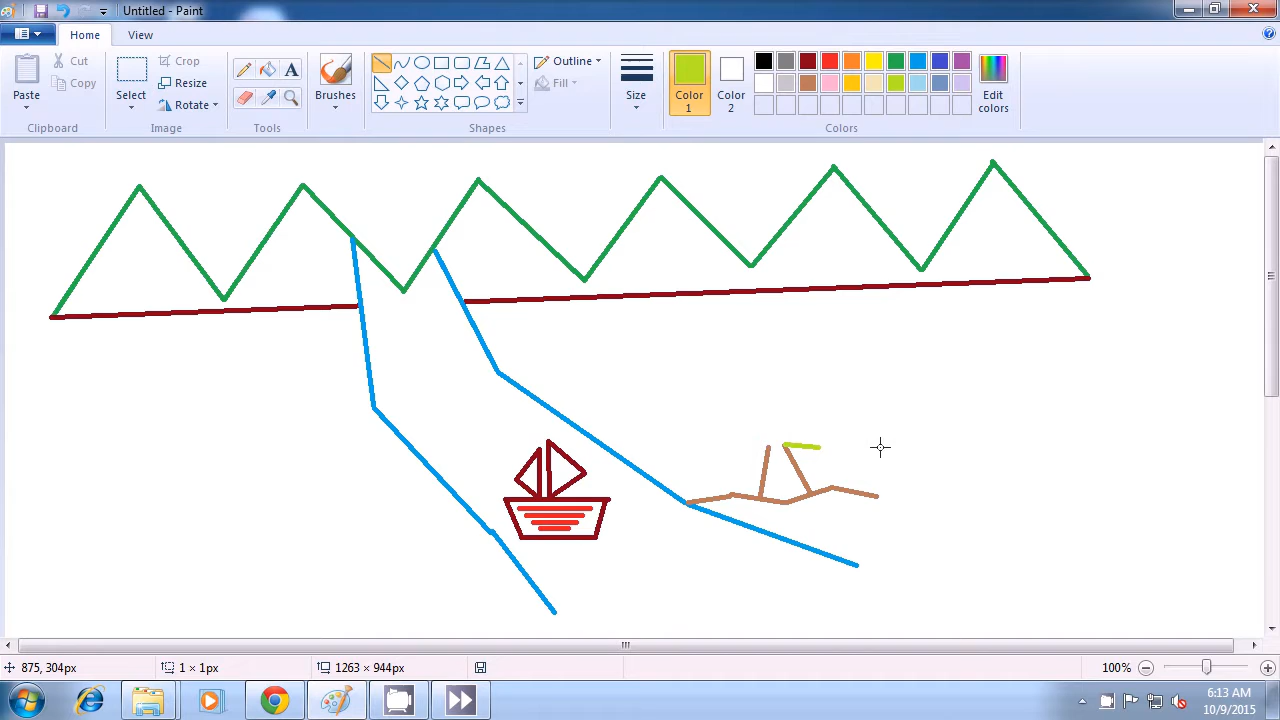 Untitled - Paint
Home View
Paste Cut Copy Select Crop Resize Rotate A Brushes Outline Fill Size Color 1 Color 2 Edit colors
Clipboard Image Tools Shapes Colors
875, 304px 1 × 1px 1263 × 944px 100%
6:13 AM
10/9/2015